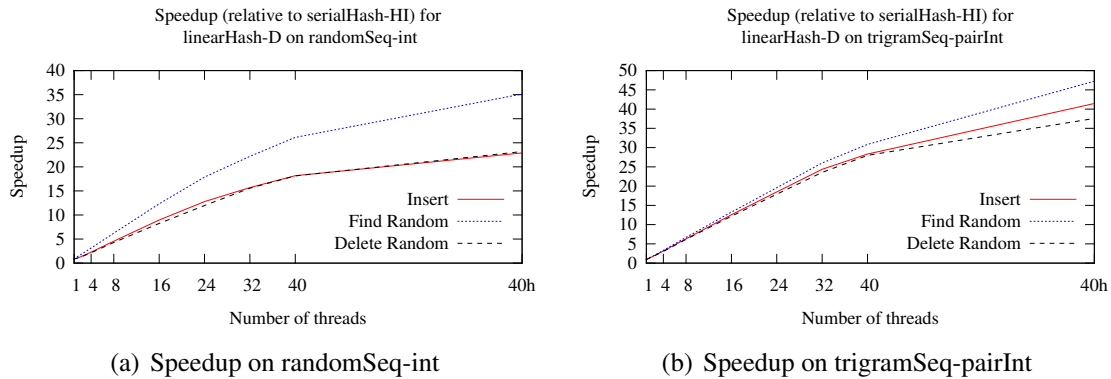 Speedup (relative to serialHash-HI) for
linearHash-D on randomSeq-int
40
35
30
25
20
15
10
5
0
Speedup
Insert
Find Random
Delete Random
1 4 8 16 24 32 40 40h
Number of threads
(a) Speedup on randomSeq-int
Speedup (relative to serialHash-HI) for
linearHash-D on trigramSeq-pairInt
50
45
40
35
30
25
20
15
10
5
0
Speedup
Insert
Find Random
Delete Random
1 4 8 16 24 32 40 40h
Number of threads
(b) Speedup on trigramSeq-pairInt